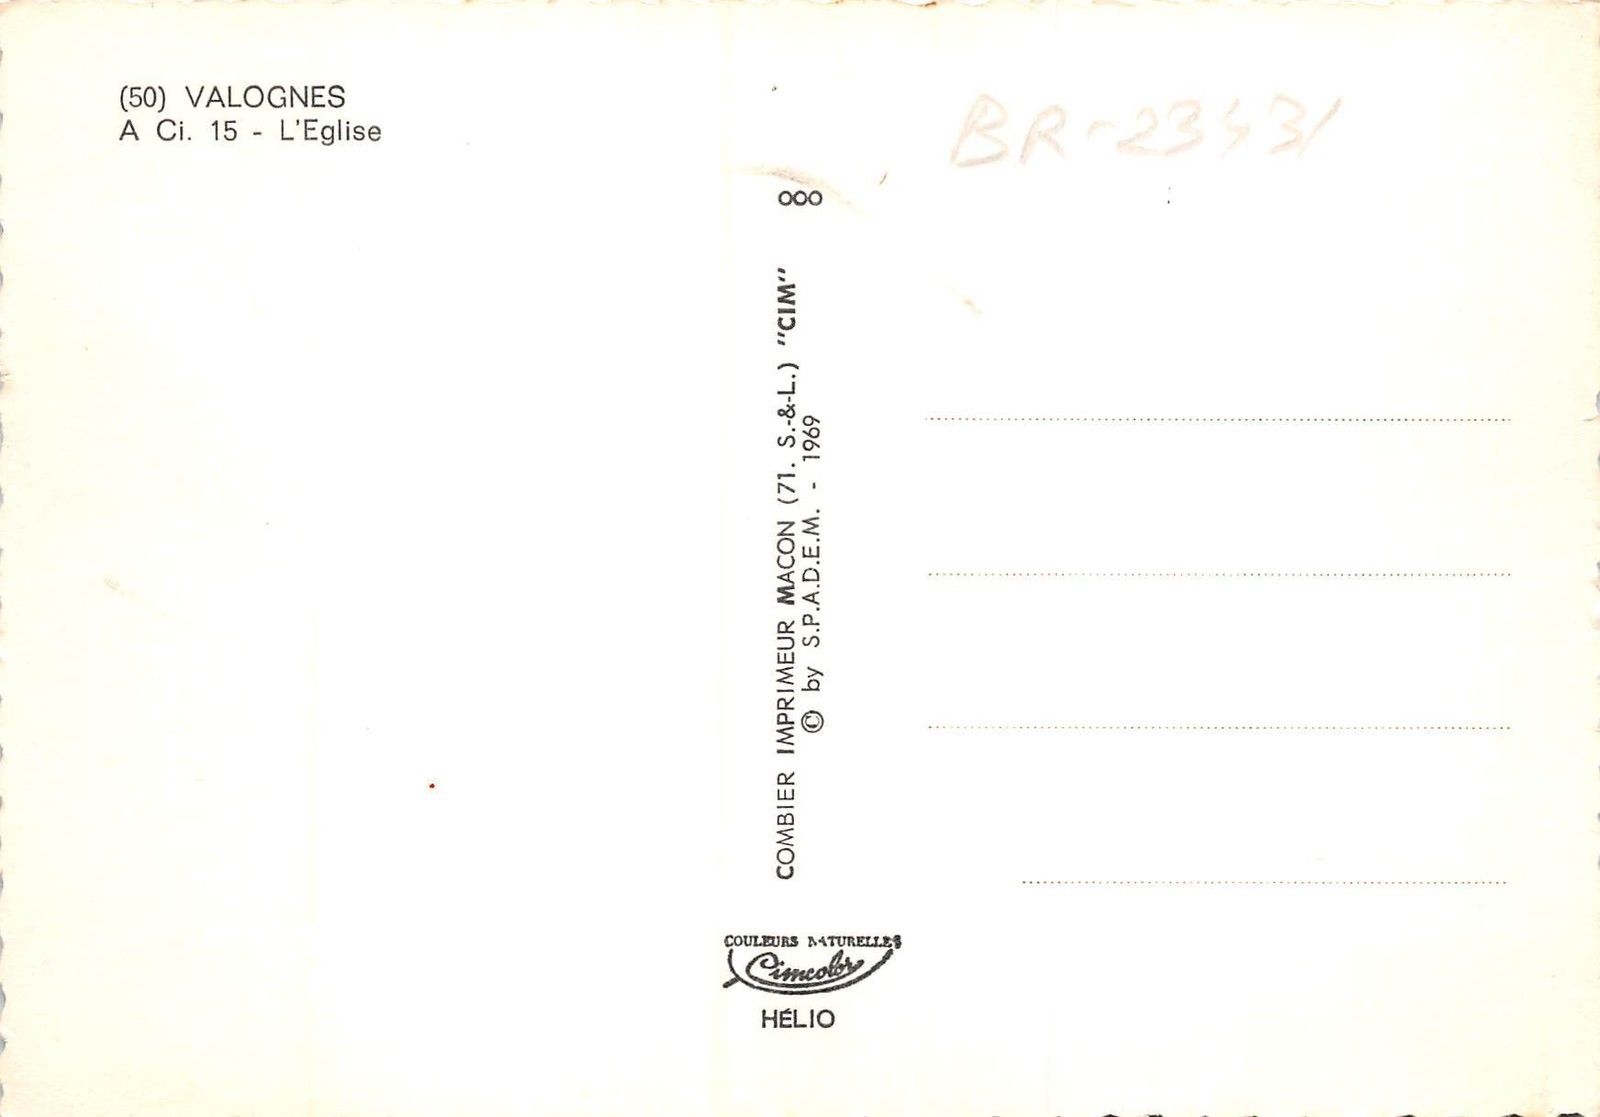 (50) VALOGNES
A Ci. 15 - L'Eglise
BR-23431
000
COMBIER IMPRIMEUR MACON (71. S.-&-L.) "CIM"
© by S.P.A.D.E.M. - 1969
COULEURS NATURELLES
Cimcolor
HÉLIO